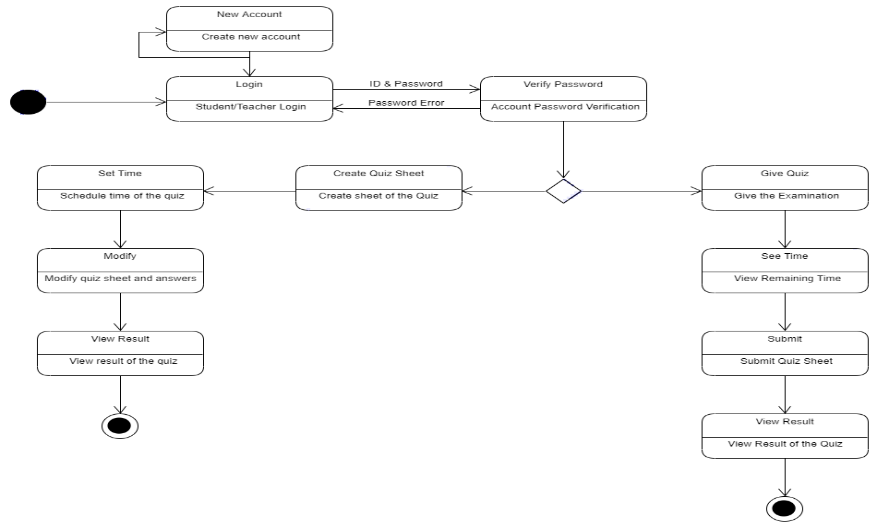 New Account
Create new account
Login
Student/Teacher Login
ID & Password
Password Error
Verify Password
Account Password Verification
Set Time
Schedule time of the quiz
Create Quiz Sheet
Create sheet of the Quiz
Give Quiz
Give the Examination
Modify
Modify quiz sheet and answers
See Time
View Remaining Time
View Result
View result of the quiz
Submit
Submit Quiz Sheet
View Result
View Result of the Quiz